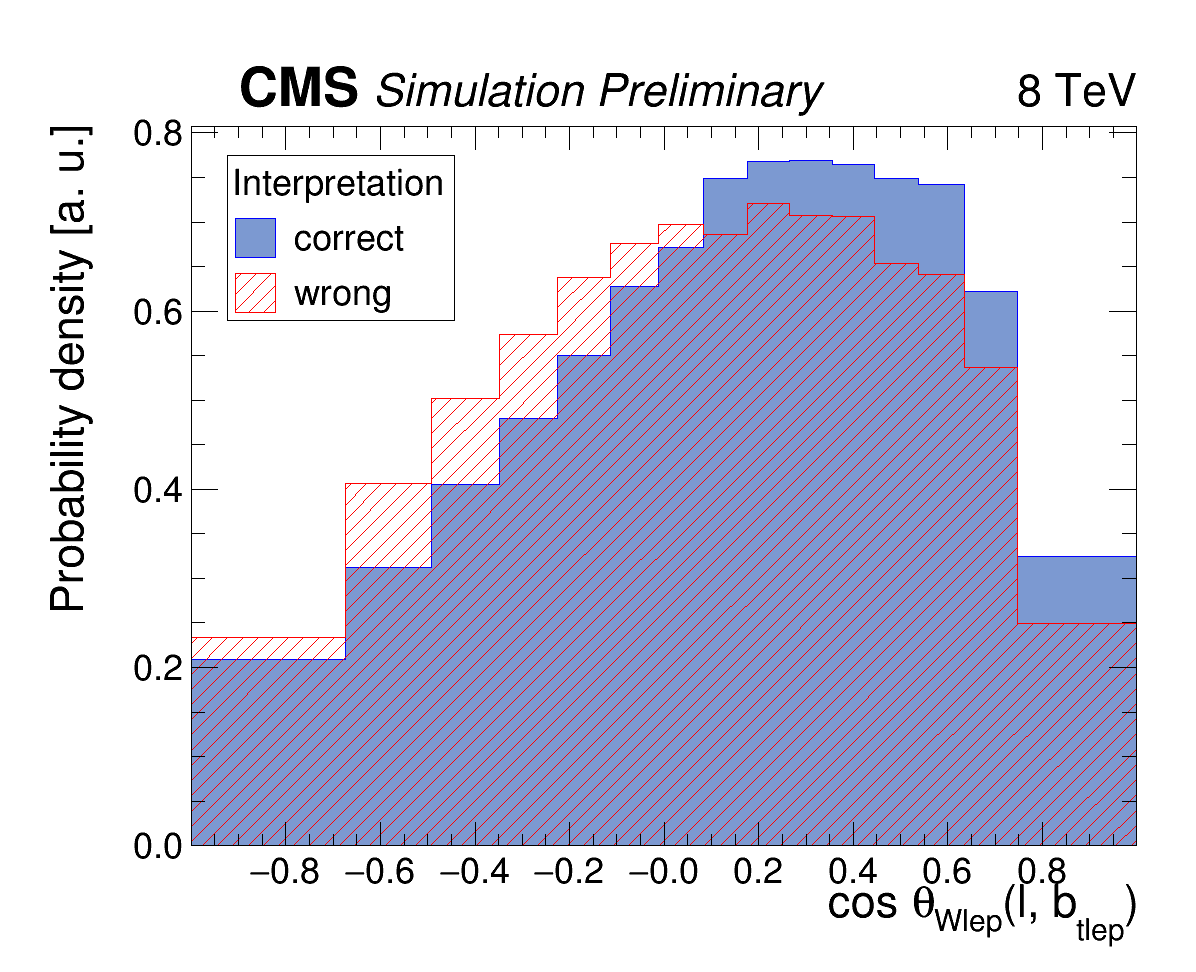 CMS Simulation Preliminary 8 TeV
Probability density [a. u.]
Interpretation
correct
wrong
0.8
0.6
0.4
0.2
0.0
−0.8 −0.6 −0.4 −0.2 −0.0 0.2 0.4 0.6 0.8
cos θWlep(l, btlep)